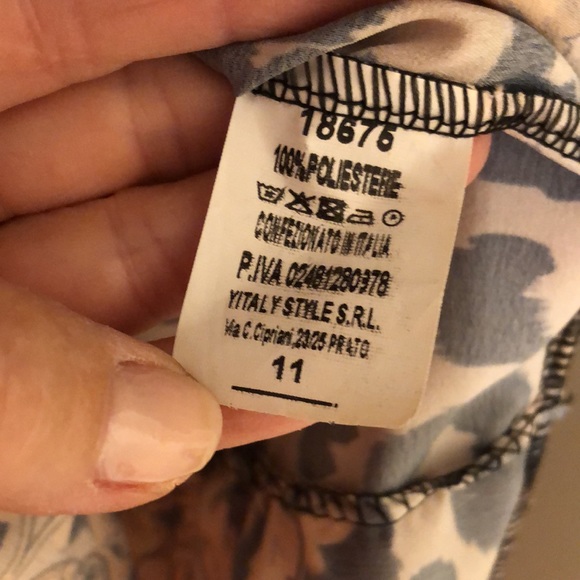 18676
100%POLIESTERE
CONFEZIONATO IN ITALIA
P.IVA 02481280978
YITALY STYLE S.R.L.
Via C.Cipriani,23/25 PRATO
11